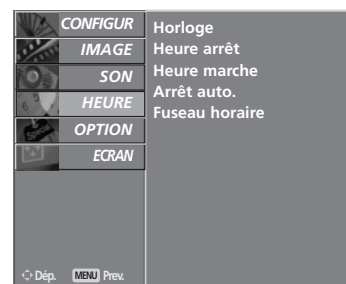 CONFIGUR
IMAGE
SON
HEURE
OPTION
ECRAN
Horloge
Heure arrêt
Heure marche
Arrêt auto.
Fuseau horaire
Dép. MENU Prev.